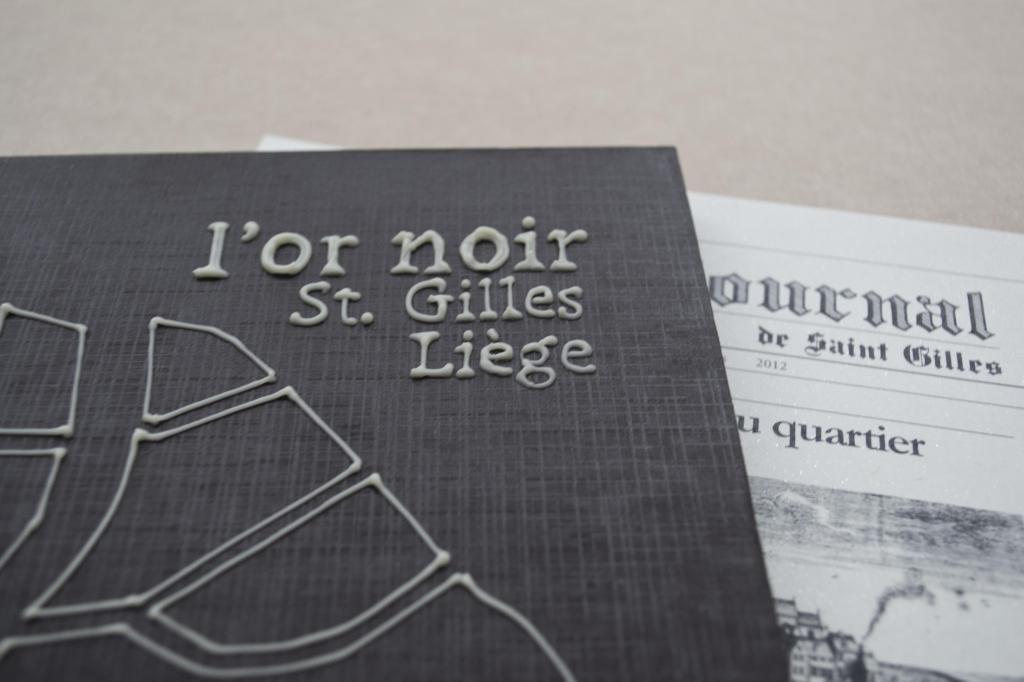 l'or noir
St. Gilles
Liège
ournal
de Saint Gilles
2012
u quartier